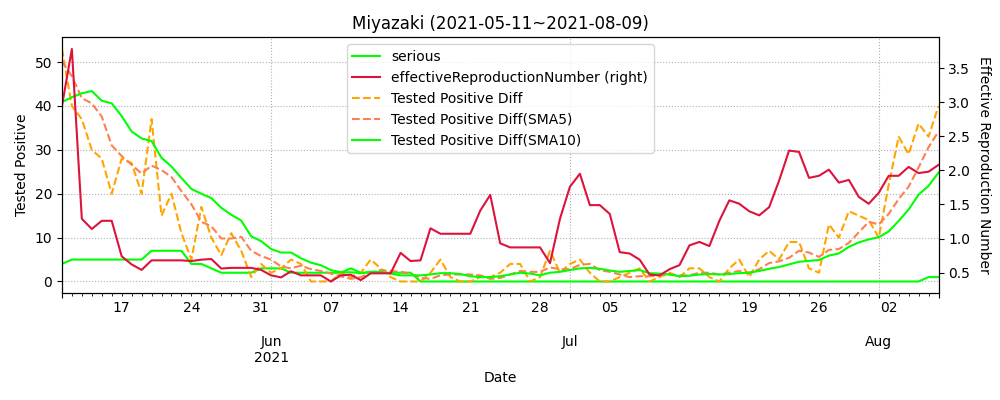 Miyazaki (2021-05-11~2021-08-09)
serious
effectiveReproductionNumber (right)
Tested Positive Diff
Tested Positive Diff(SMA5)
Tested Positive Diff(SMA10)
Tested Positive
50
40
30
20
10
0
3.5
3.0
2.5
2.0
1.5
1.0
0.5
Effective Reproduction Number
17 24 31 07 14 21 28 05 12 19 26 02
Jun Jul Aug
2021
Date